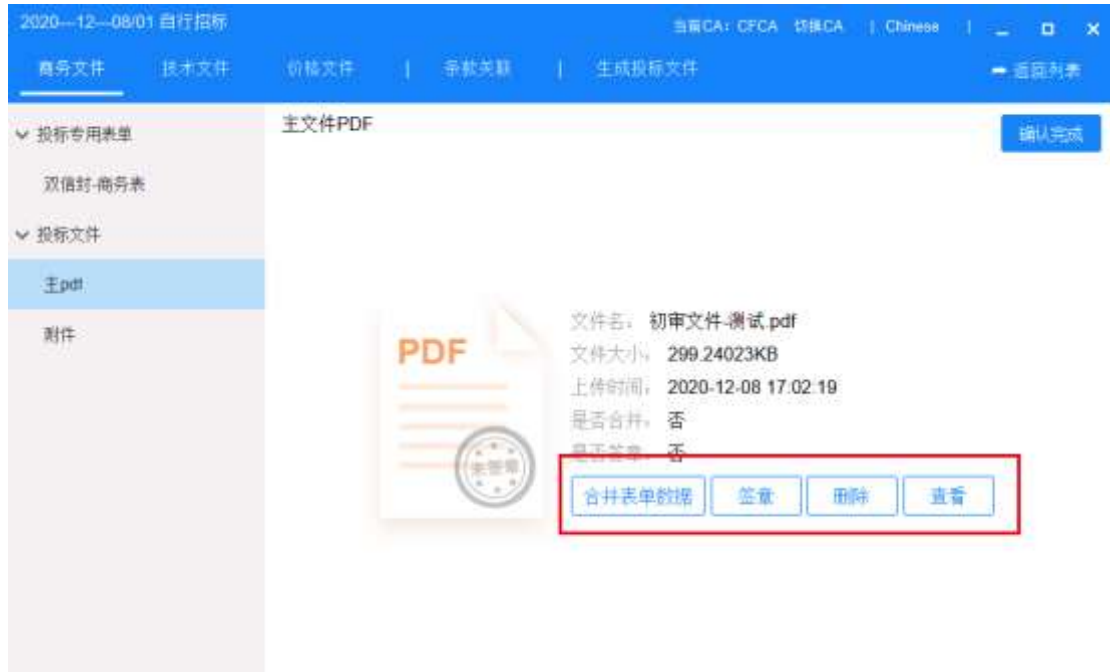 2020---12---08/01 自行招标
当前CA: CFCA 切换CA | Chinese |
商务文件 技术文件 价格文件 | 条款关联 | 生成投标文件 返回列表
投标专用表单
主文件PDF
确认完成
双信封-商务表
投标文件
主pdf
附件
PDF
未签章
文件名: 初审文件-测试.pdf
文件大小: 299.24023KB
上传时间: 2020-12-08 17:02:19
是否合并: 否
是否签章: 否
合并表单数据 签章 删除 查看